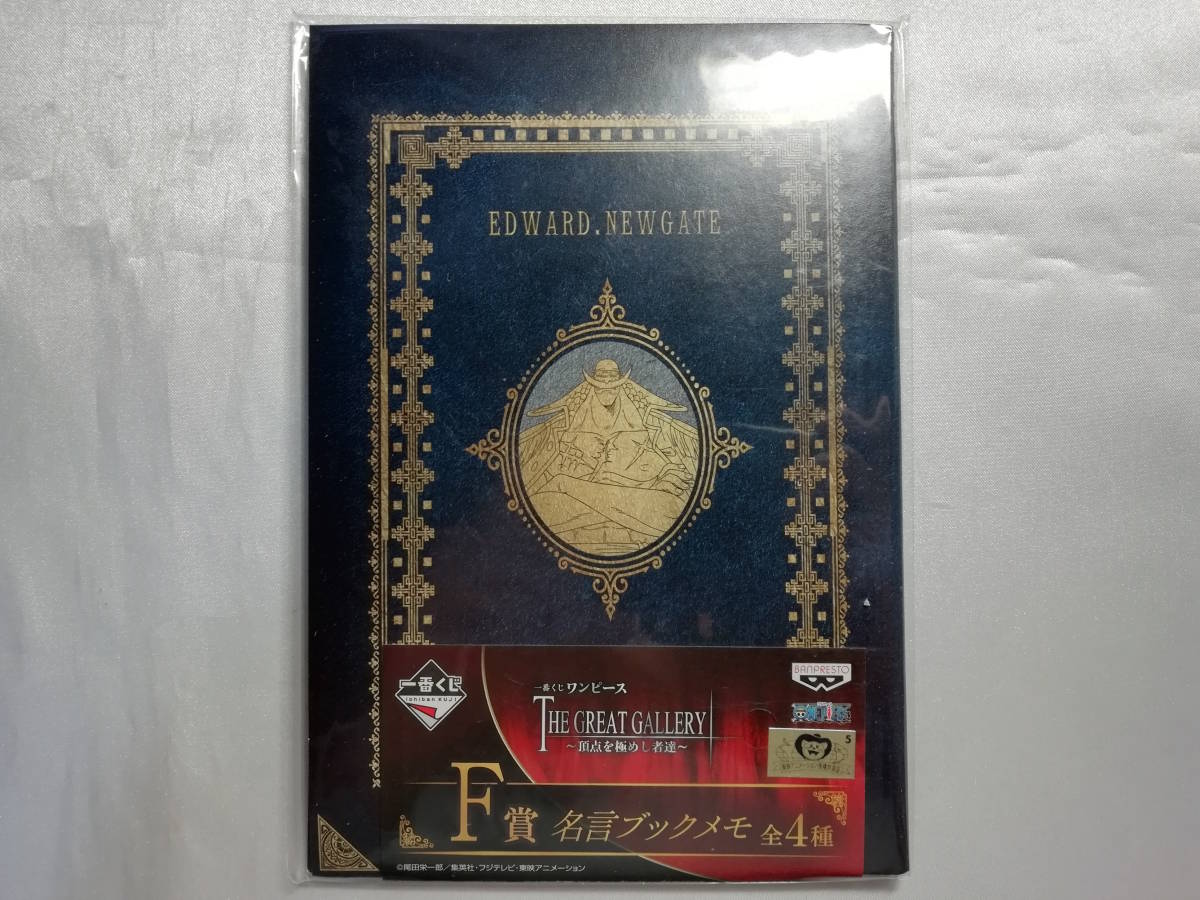 EDWARD.NEWGATE
一番くじ
Ichiban KUJI
一番くじ ワンピース
THE GREAT GALLERY
～頂点を極めし者達～
BANPRESTO
5
F賞 名言ブックメモ 全4種
©尾田栄一郎／集英社・フジテレビ・東映アニメーション